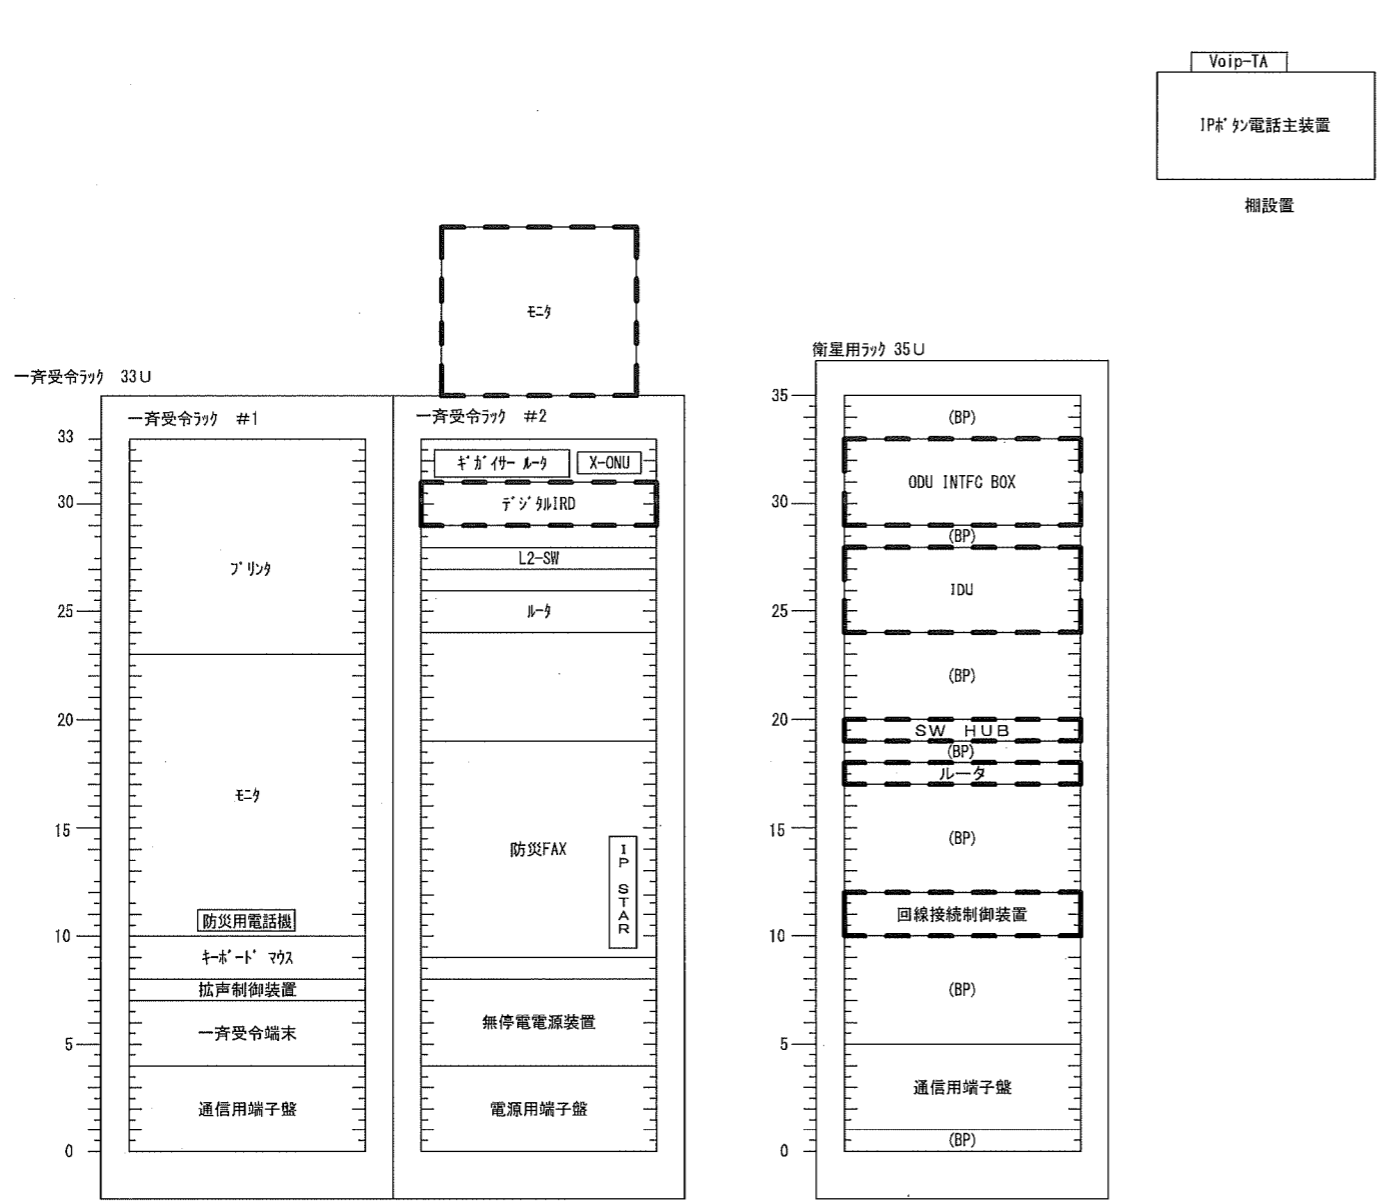 Voip-TA
IPﾎﾞﾀﾝ電話主装置
棚設置
ﾓﾆﾀ
一斉受令ﾗｯｸ 33U
一斉受令ﾗｯｸ #1
33
30
25
20
15
10
5
0
ﾌﾟﾘﾝﾀ
ﾓﾆﾀ
防災用電話機
ｷｰﾎﾞｰﾄﾞ ﾏｳｽ
拡声制御装置
一斉受令端末
通信用端子盤
一斉受令ﾗｯｸ #2
ｷﾞｶﾞｲｻｰ ﾙｰﾀ
X-ONU
ﾃﾞｼﾞﾀﾙIRD
L2-SW
ﾙｰﾀ
防災FAX
IP STAR
無停電電源装置
電源用端子盤
衛星用ﾗｯｸ 35U
35
30
25
20
15
10
5
0
(BP)
ODU INTFC BOX
(BP)
IDU
(BP)
SW HUB
(BP)
ルータ
(BP)
回線接続制御装置
(BP)
通信用端子盤
(BP)